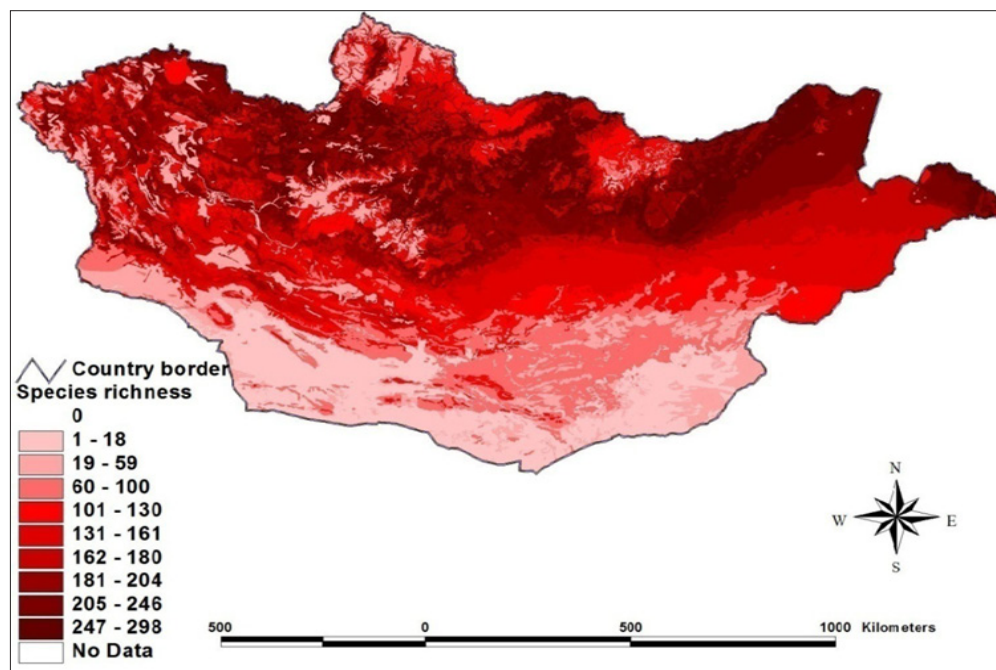 Country border
Species richness
0
1 - 18
19 - 59
60 - 100
101 - 130
131 - 161
162 - 180
181 - 204
205 - 246
247 - 298
No Data
N
W E
S
500 0 500 1000 Kilometers